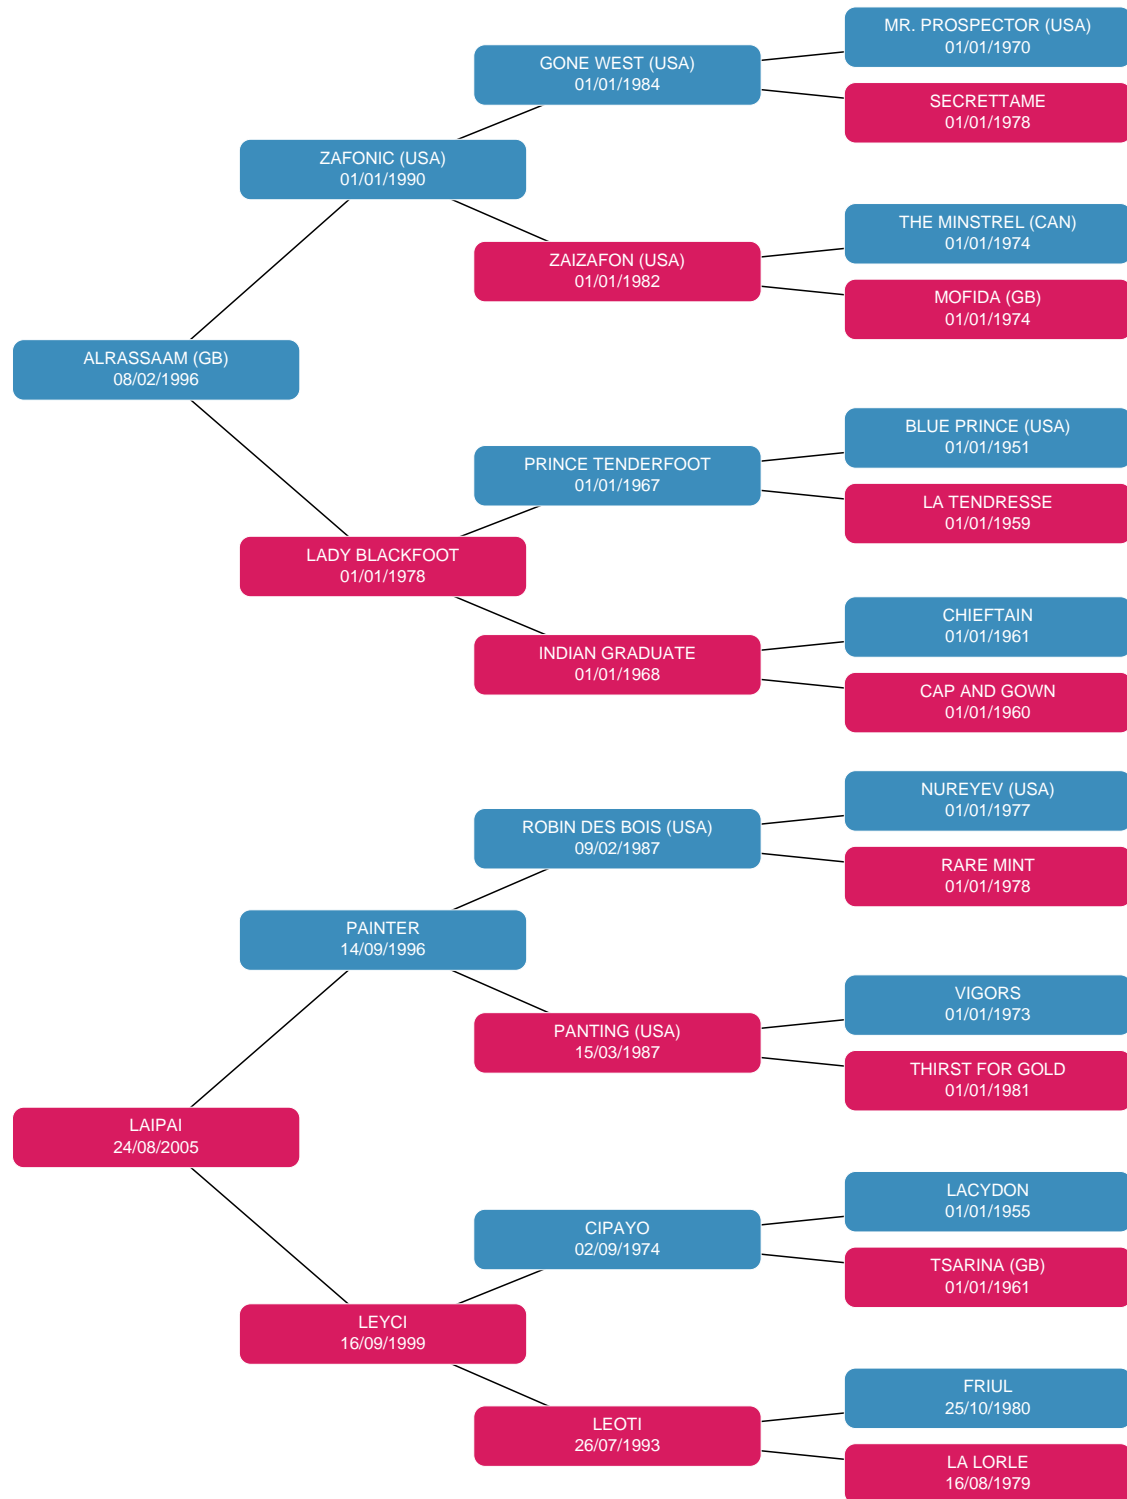 MR. PROSPECTOR (USA)
01/01/1970
GONE WEST (USA)
01/01/1984
SECRETTAME
01/01/1978
ZAFONIC (USA)
01/01/1990
THE MINSTREL (CAN)
01/01/1974
ZAIZAFON (USA)
01/01/1982
MOFIDA (GB)
01/01/1974
ALRASSAAM (GB)
08/02/1996
BLUE PRINCE (USA)
01/01/1951
PRINCE TENDERFOOT
01/01/1967
LA TENDRESSE
01/01/1959
LADY BLACKFOOT
01/01/1978
CHIEFTAIN
01/01/1961
INDIAN GRADUATE
01/01/1968
CAP AND GOWN
01/01/1960
NUREYEV (USA)
01/01/1977
ROBIN DES BOIS (USA)
09/02/1987
RARE MINT
01/01/1978
PAINTER
14/09/1996
VIGORS
01/01/1973
PANTING (USA)
15/03/1987
THIRST FOR GOLD
01/01/1981
LAIPAI
24/08/2005
LACYDON
01/01/1955
CIPAYO
02/09/1974
TSARINA (GB)
01/01/1961
LEYCI
16/09/1999
FRIUL
25/10/1980
LEOTI
26/07/1993
LA LORLE
16/08/1979